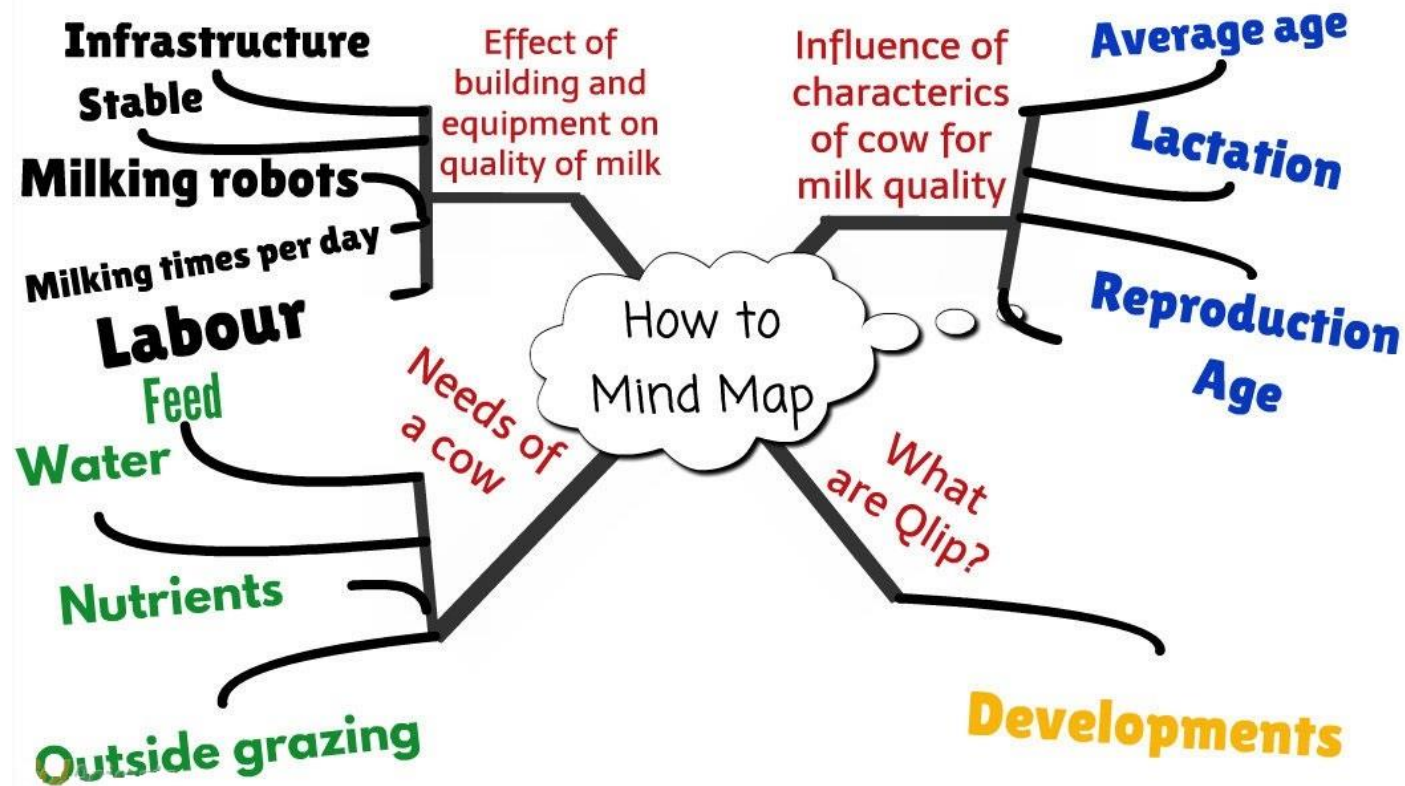 Infrastructure
Stable
Milking robots
Milking times per day
Labour
Effect of
building and
equipment on
quality of milk
Influence of
characterics
of cow for
milk quality
Average age
Lactation
Reproduction
Age
How to
Mind Map
Needs of
a cow
Feed
Water
Nutrients
Outside grazing
What
are Qlip?
Developments